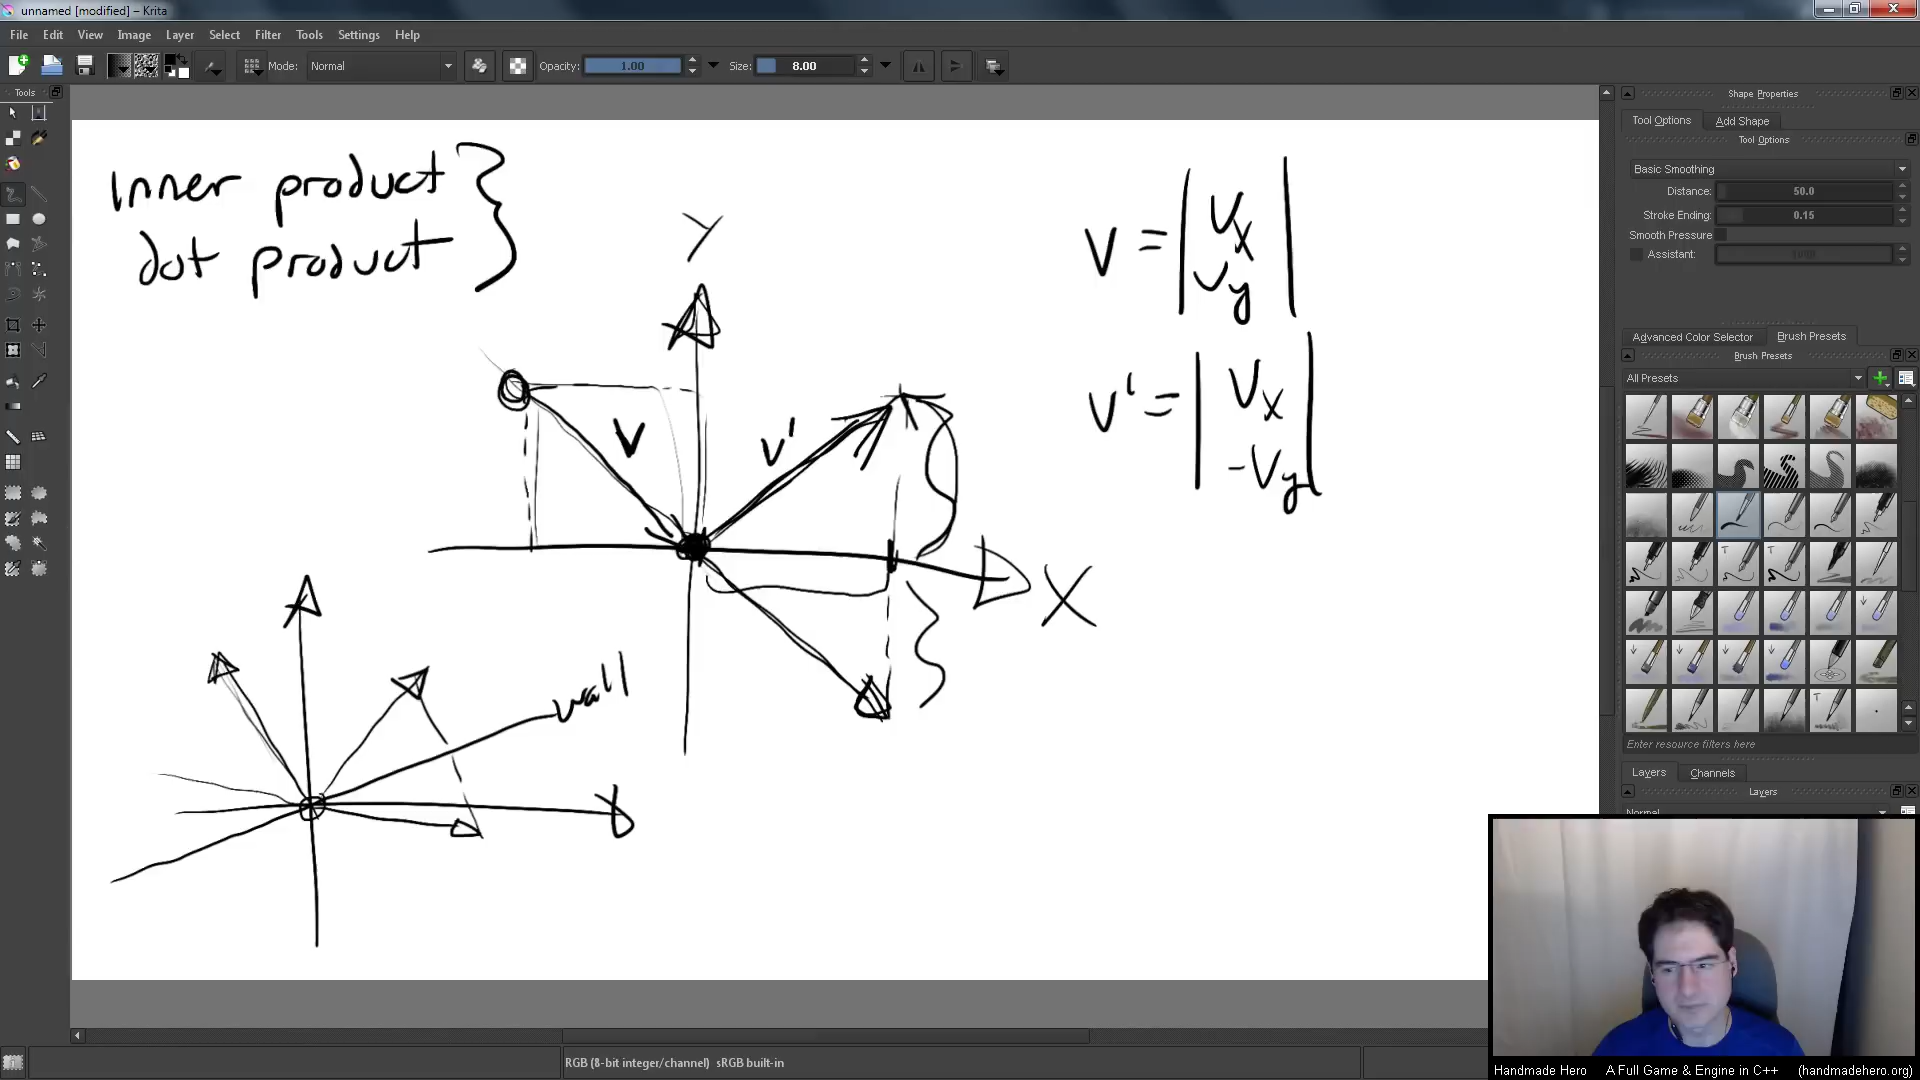 unnamed [modified] – Krita
File Edit View Image Layer Select Filter Tools Settings Help
Mode: Normal Opacity: 1.00 Size: 8.00
Tools
Shape Properties
Tool Options Add Shape
Tool Options
Basic Smoothing
Distance: 50.0
Stroke Ending: 0.15
Smooth Pressure
Assistant:
Advanced Color Selector Brush Presets
Brush Presets
All Presets
Enter resource filters here
Layers Channels
Layers
Normal
inner product
dot product
Y
V = | Vx
Vy |
V' = | Vx
-Vy |
V V'
X
wall
RGB (8-bit integer/channel) sRGB built-in
Handmade Hero A Full Game & Engine in C++ (handmadehero.org)